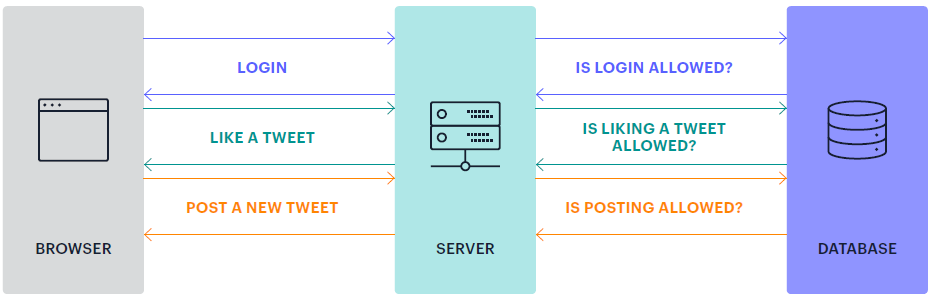 LOGIN
IS LOGIN ALLOWED?
LIKE A TWEET
IS LIKING A TWEET
ALLOWED?
POST A NEW TWEET
IS POSTING ALLOWED?
BROWSER
SERVER
DATABASE